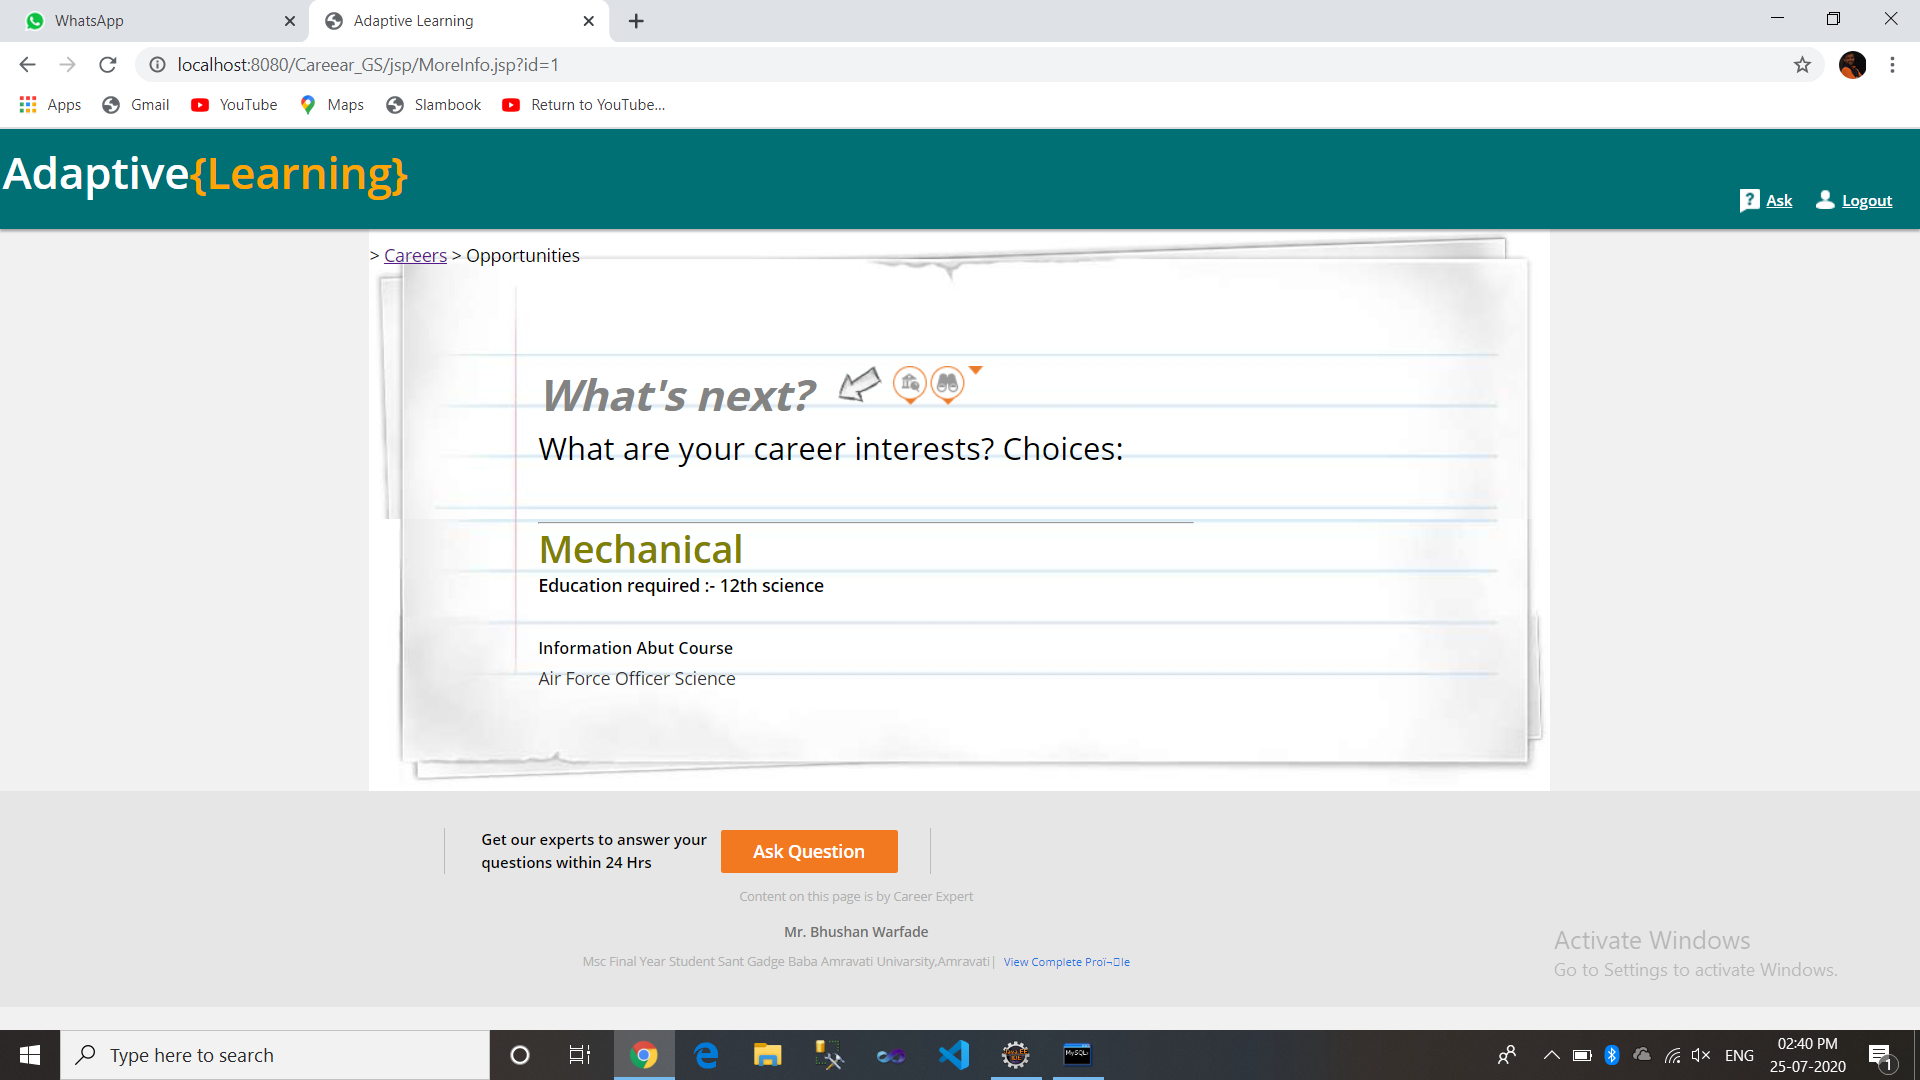 WhatsApp
Adaptive Learning
localhost:8080/Careear_GS/jsp/MoreInfo.jsp?id=1
Apps Gmail YouTube Maps Slambook Return to YouTube...
Adaptive{Learning}
? Ask Logout
> Careers > Opportunities
What's next?
What are your career interests? Choices:
Mechanical
Education required :- 12th science
Information Abut Course
Air Force Officer Science
Get our experts to answer your
questions within 24 Hrs
Ask Question
Content on this page is by Career Expert
Mr. Bhushan Warfade
Msc Final Year Student Sant Gadge Baba Amravati Univarsity,Amravati| View Complete Proï¬le
Activate Windows
Go to Settings to activate Windows.
Type here to search
MySQL
ENG
02:40 PM
25-07-2020
1